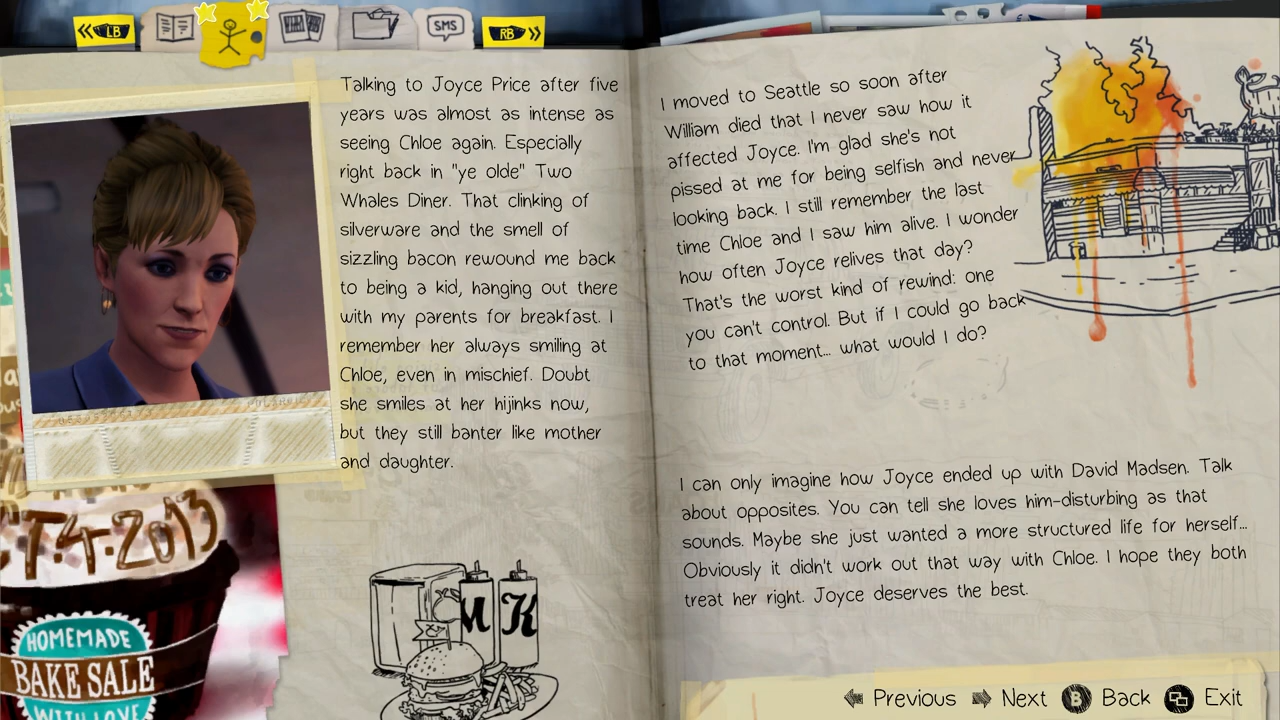 LB
SMS
RB
Talking to Joyce Price after five
years was almost as intense as
seeing Chloe again. Especially
right back in "ye olde" Two
Whales Diner. That clinking of
silverware and the smell of
sizzling bacon rewound me back
to being a kid, hanging out there
with my parents for breakfast. I
remember her always smiling at
Chloe, even in mischief. Doubt
she smiles at her hijinks now,
but they still banter like mother
and daughter.
I moved to Seattle so soon after
William died that I never saw how it
affected Joyce. I'm glad she's not
pissed at me for being selfish and never
looking back. I still remember the last
time Chloe and I saw him alive. I wonder
how often Joyce relives that day?
That's the worst kind of rewind: one
you can't control. But if I could go back
to that moment... what would I do?
I can only imagine how Joyce ended up with David Madsen. Talk
about opposites. You can tell she loves him-disturbing as that
sounds. Maybe she just wanted a more structured life for herself...
Obviously it didn't work out that way with Chloe. I hope they both
treat her right. Joyce deserves the best.
CT.4.2013
HOMEMADE
BAKE SALE
WITH LOVE
M K
Previous Next B Back Exit